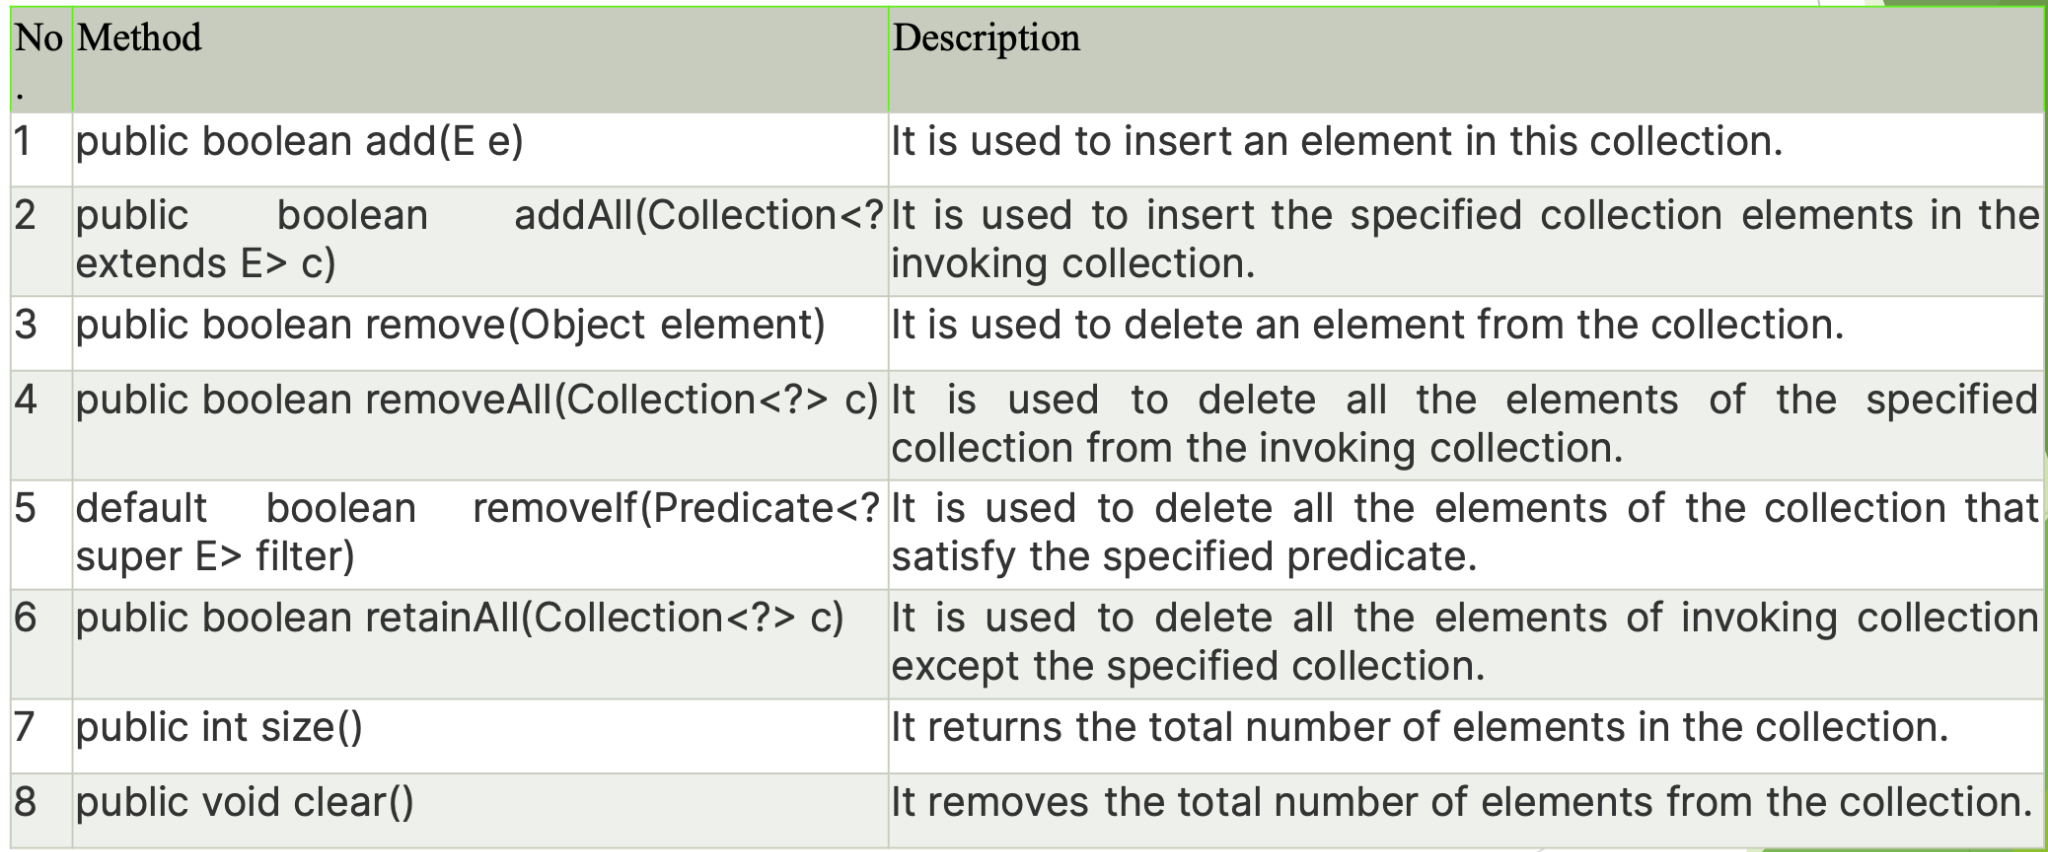 No Method Description
.
1 public boolean add(E e) It is used to insert an element in this collection.
2 public boolean addAll(Collection<? It is used to insert the specified collection elements in the
extends E> c) invoking collection.
3 public boolean remove(Object element) It is used to delete an element from the collection.
4 public boolean removeAll(Collection<?> c) It is used to delete all the elements of the specified
collection from the invoking collection.
5 default boolean removeIf(Predicate<? It is used to delete all the elements of the collection that
super E> filter) satisfy the specified predicate.
6 public boolean retainAll(Collection<?> c) It is used to delete all the elements of invoking collection
except the specified collection.
7 public int size() It returns the total number of elements in the collection.
8 public void clear() It removes the total number of elements from the collection.